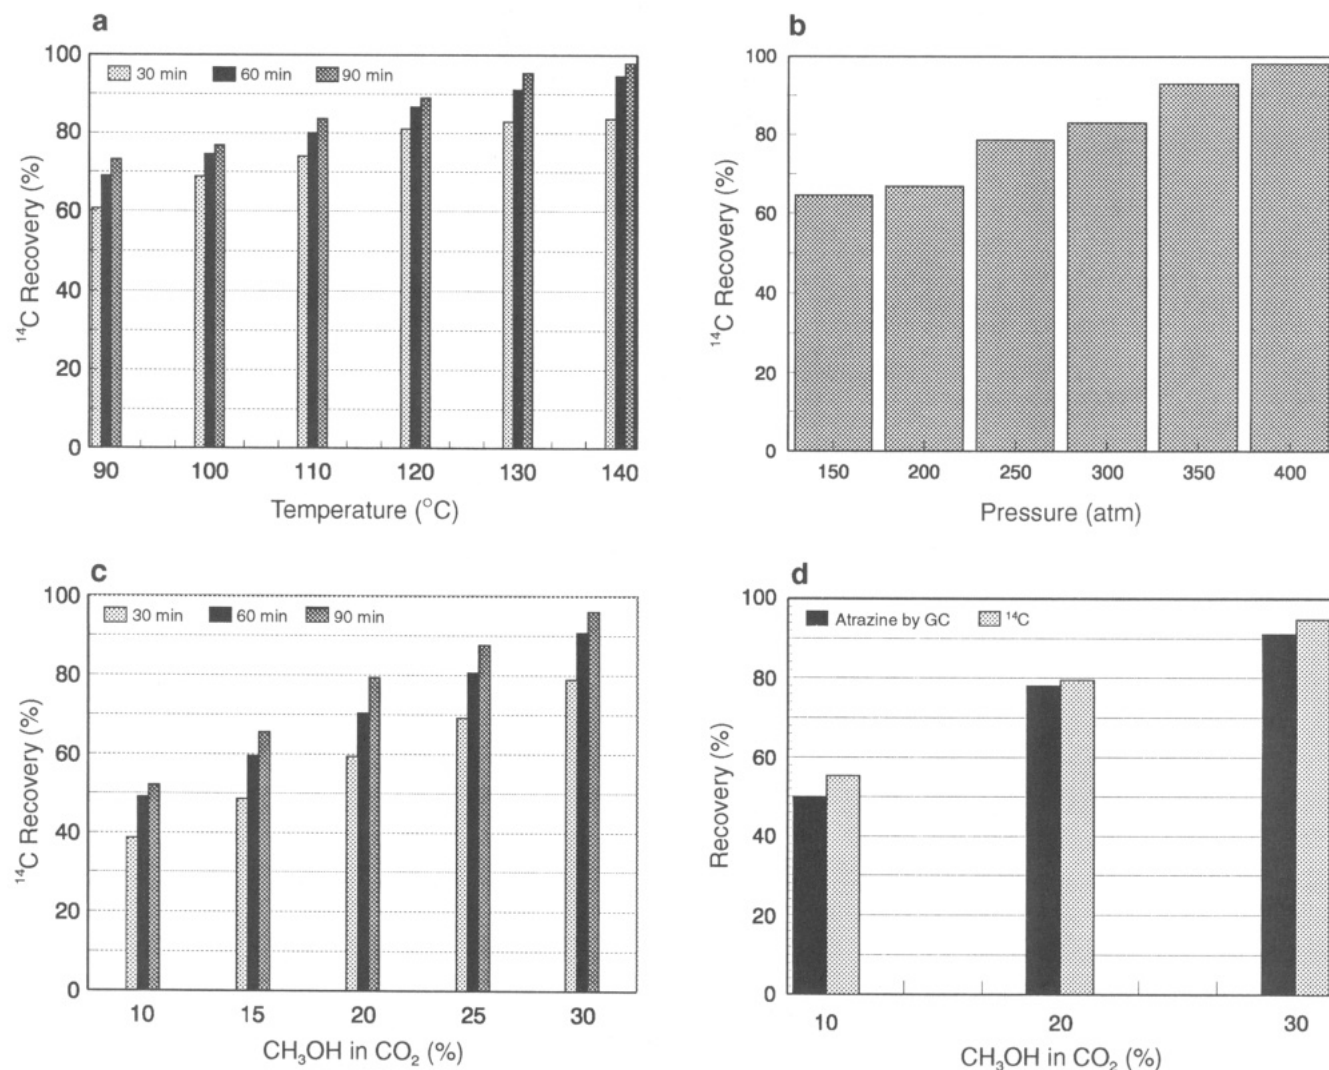 a
100
80
60
40
20
0
¹⁴C Recovery (%)
30 min 60 min 90 min
90 100 110 120 130 140
Temperature (°C)
b
100
80
60
40
20
0
¹⁴C Recovery (%)
150 200 250 300 350 400
Pressure (atm)
c
100
80
60
40
20
0
¹⁴C Recovery (%)
30 min 60 min 90 min
10 15 20 25 30
CH₃OH in CO₂ (%)
d
100
80
60
40
20
0
Recovery (%)
Atrazine by GC ¹⁴C
10 20 30
CH₃OH in CO₂ (%)